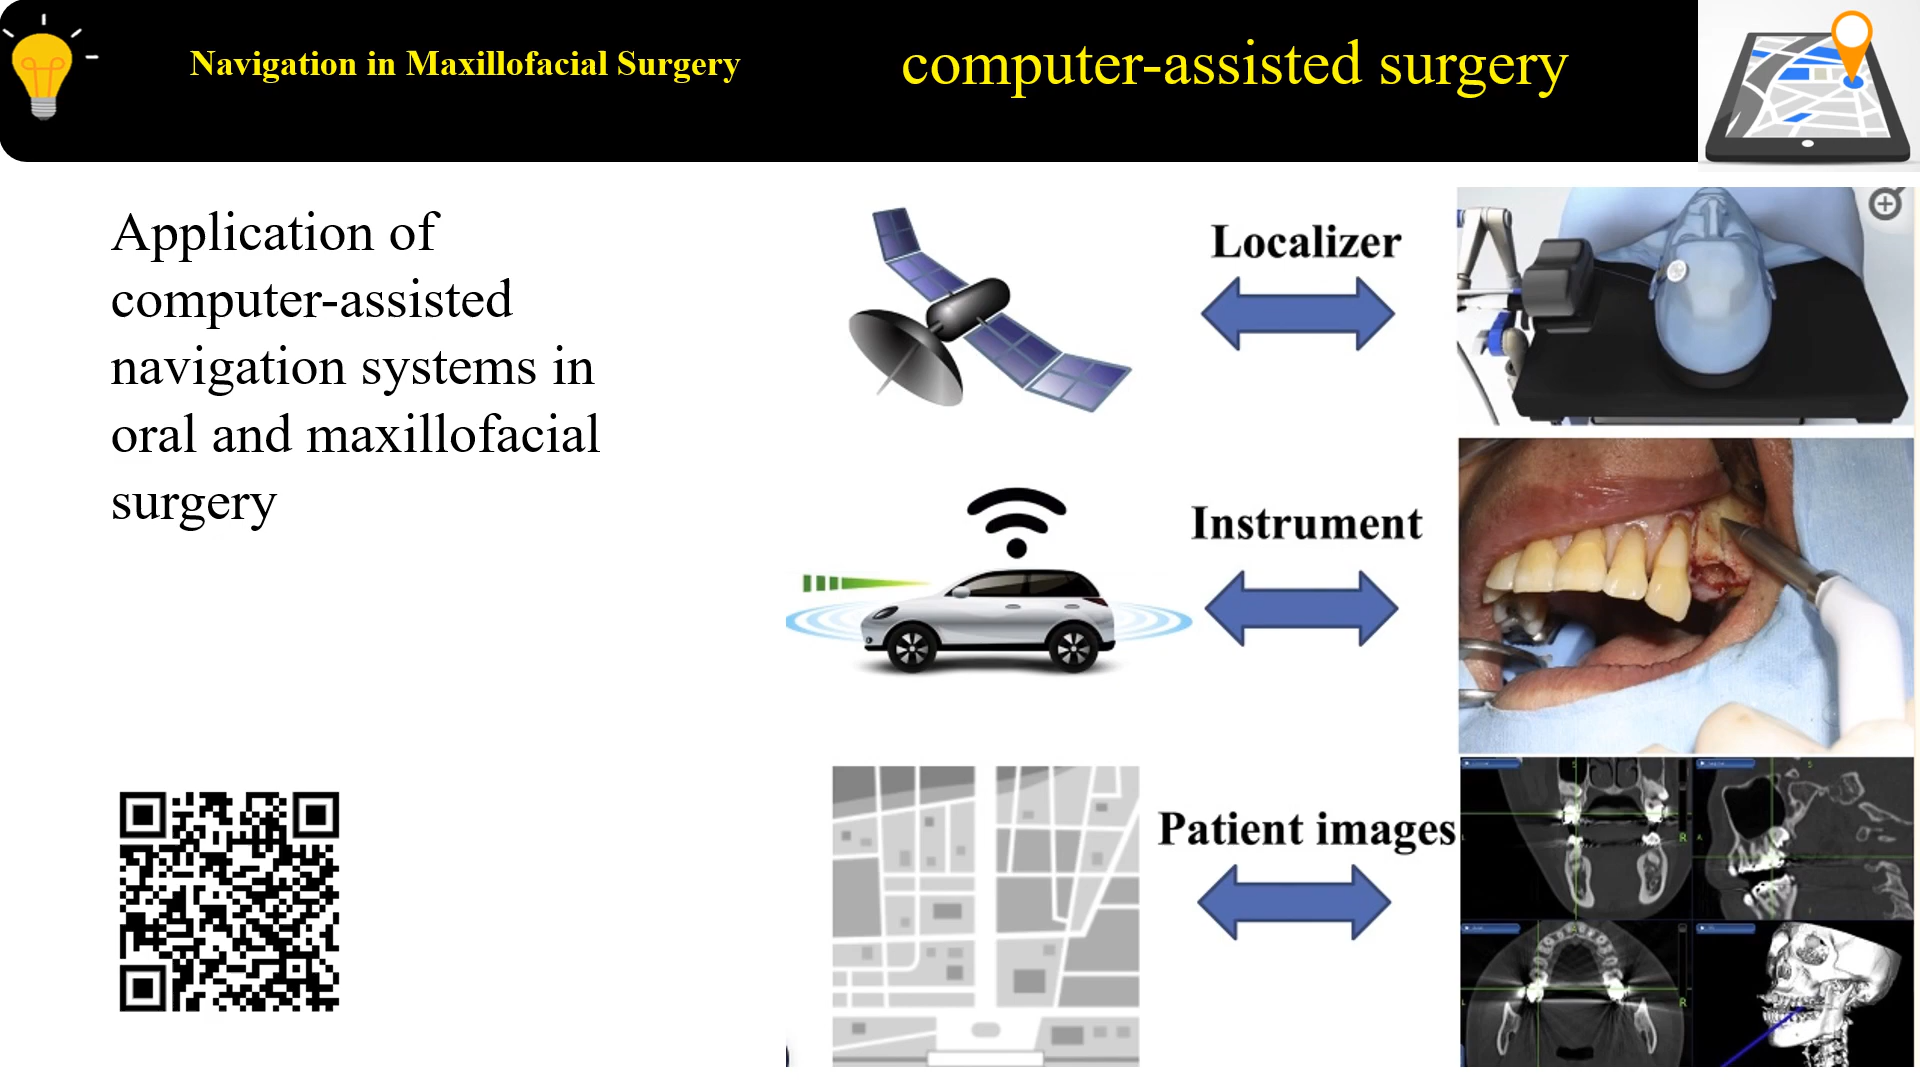 Navigation in Maxillofacial Surgery
computer-assisted surgery
Application of
computer-assisted
navigation systems in
oral and maxillofacial
surgery
Localizer
Instrument
Patient images
S
R
A
S
I
L
R